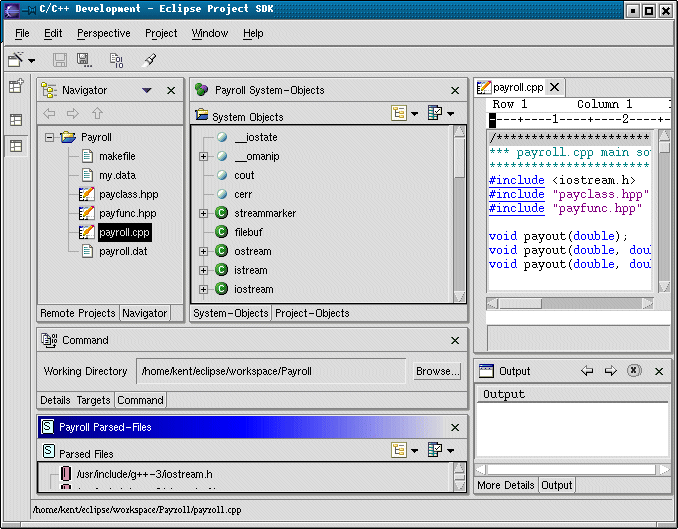 C/C++ Development - Eclipse Project SDK
File Edit Perspective Project Window Help
Navigator
Payroll
makefile
my.data
payclass.hpp
payfunc.hpp
payroll.cpp
payroll.dat
Remote Projects Navigator
Payroll System-Objects
System Objects
__iostate
__omanip
cout
cerr
streammarker
filebuf
ostream
istream
iostream
System-Objects Project-Objects
payroll.cpp
Row 1 Column 1
----+----1----+----2----+
/***********************
*** payroll.cpp main so
***********************
#include <iostream.h>
#include "payclass.hpp"
#include "payfunc.hpp"
void payout(double);
void payout(double, dou
void payout(double, dou
Command
Working Directory /home/kent/eclipse/workspace/Payroll Browse...
Details Targets Command
Payroll Parsed-Files
Parsed Files
/usr/include/g++-3/iostream.h
Output
Output
More Details Output
/home/kent/eclipse/workspace/Payroll/payroll.cpp